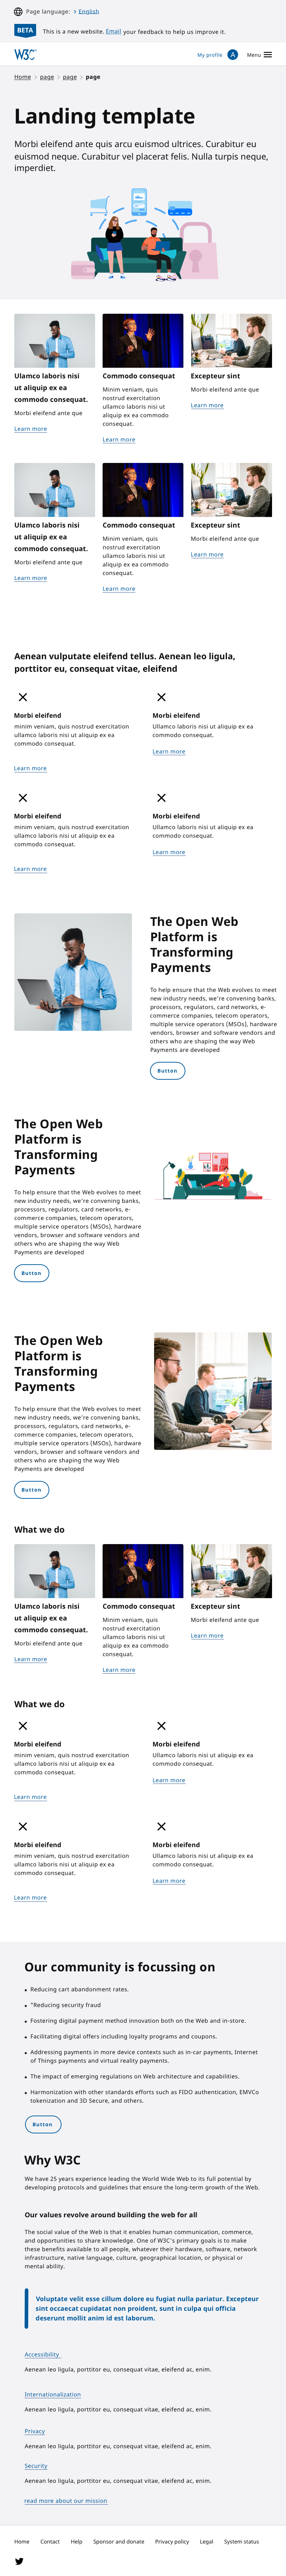 Page language: > English
BETA
This is a new website. Email your feedback to help us improve it.
W3C
My profile A Menu
Home > page > page > page
Landing template
Morbi eleifend ante quis arcu euismod ultrices. Curabitur eu
euismod neque. Curabitur vel placerat felis. Nulla turpis neque,
imperdiet.
Ulamco laboris nisi
ut aliquip ex ea
commodo consequat.
Morbi eleifend ante que
Learn more
Commodo consequat
Minim veniam, quis
nostrud exercitation
ullamco laboris nisi ut
aliquip ex ea commodo
consequat.
Learn more
Excepteur sint
Morbi eleifend ante que
Learn more
Ulamco laboris nisi
ut aliquip ex ea
commodo consequat.
Morbi eleifend ante que
Learn more
Commodo consequat
Minim veniam, quis
nostrud exercitation
ullamco laboris nisi ut
aliquip ex ea commodo
consequat.
Learn more
Excepteur sint
Morbi eleifend ante que
Learn more
Aenean vulputate eleifend tellus. Aenean leo ligula,
porttitor eu, consequat vitae, eleifend
Morbi eleifend
minim veniam, quis nostrud exercitation
ullamco laboris nisi ut aliquip ex ea
commodo consequat.
Learn more
Morbi eleifend
Ullamco laboris nisi ut aliquip ex ea
commodo consequat.
Learn more
Morbi eleifend
minim veniam, quis nostrud exercitation
ullamco laboris nisi ut aliquip ex ea
commodo consequat.
Learn more
Morbi eleifend
Ullamco laboris nisi ut aliquip ex ea
commodo consequat.
Learn more
The Open Web
Platform is
Transforming
Payments
To help ensure that the Web evolves to meet
new industry needs, we're convening banks,
processors, regulators, card networks, e-
commerce companies, telecom operators,
multiple service operators (MSOs), hardware
vendors, browser and software vendors and
others who are shaping the way Web
Payments are developed
Button
The Open Web
Platform is
Transforming
Payments
To help ensure that the Web evolves to meet
new industry needs, we're convening banks,
processors, regulators, card networks, e-
commerce companies, telecom operators,
multiple service operators (MSOs), hardware
vendors, browser and software vendors and
others who are shaping the way Web
Payments are developed
Button
The Open Web
Platform is
Transforming
Payments
To help ensure that the Web evolves to meet
new industry needs, we're convening banks,
processors, regulators, card networks, e-
commerce companies, telecom operators,
multiple service operators (MSOs), hardware
vendors, browser and software vendors and
others who are shaping the way Web
Payments are developed
Button
What we do
Ulamco laboris nisi
ut aliquip ex ea
commodo consequat.
Morbi eleifend ante que
Learn more
Commodo consequat
Minim veniam, quis
nostrud exercitation
ullamco laboris nisi ut
aliquip ex ea commodo
consequat.
Learn more
Excepteur sint
Morbi eleifend ante que
Learn more
What we do
Morbi eleifend
minim veniam, quis nostrud exercitation
ullamco laboris nisi ut aliquip ex ea
commodo consequat.
Learn more
Morbi eleifend
Ullamco laboris nisi ut aliquip ex ea
commodo consequat.
Learn more
Morbi eleifend
minim veniam, quis nostrud exercitation
ullamco laboris nisi ut aliquip ex ea
commodo consequat.
Learn more
Morbi eleifend
Ullamco laboris nisi ut aliquip ex ea
commodo consequat.
Learn more
Our community is focussing on
• Reducing cart abandonment rates.
• "Reducing security fraud
• Fostering digital payment method innovation both on the Web and in-store.
• Facilitating digital offers including loyalty programs and coupons.
• Addressing payments in more device contexts such as in-car payments, Internet
of Things payments and virtual reality payments.
• The impact of emerging regulations on Web architecture and capabilities.
• Harmonization with other standards efforts such as FIDO authentication, EMVCo
tokenization and 3D Secure, and others.
Button
Why W3C
We have 25 years experience leading the World Wide Web to its full potential by
developing protocols and guidelines that ensure the long-term growth of the Web.
Our values revolve around building the web for all
The social value of the Web is that it enables human communication, commerce,
and opportunities to share knowledge. One of W3C's primary goals is to make
these benefits available to all people, whatever their hardware, software, network
infrastructure, native language, culture, geographical location, or physical or
mental ability.
Voluptate velit esse cillum dolore eu fugiat nulla pariatur. Excepteur
sint occaecat cupidatat non proident, sunt in culpa qui officia
deserunt mollit anim id est laborum.
Accessibility
Aenean leo ligula, porttitor eu, consequat vitae, eleifend ac, enim.
Internationalization
Aenean leo ligula, porttitor eu, consequat vitae, eleifend ac, enim.
Privacy
Aenean leo ligula, porttitor eu, consequat vitae, eleifend ac, enim.
Security
Aenean leo ligula, porttitor eu, consequat vitae, eleifend ac, enim.
read more about our mission
Home Contact Help Sponsor and donate Privacy policy Legal System status